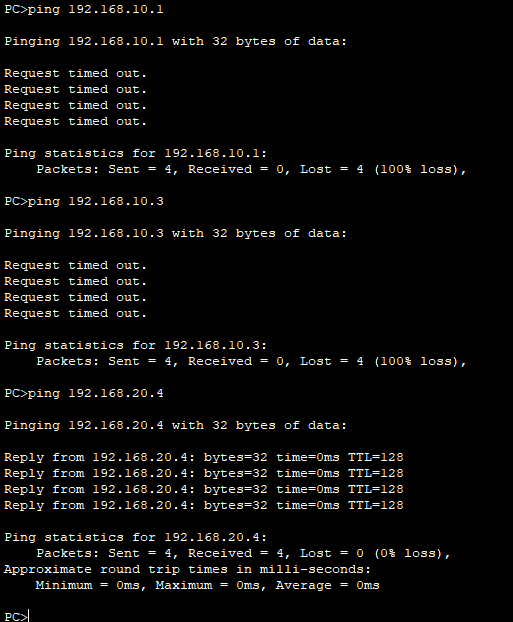 PC>ping 192.168.10.1
Pinging 192.168.10.1 with 32 bytes of data:
Request timed out.
Request timed out.
Request timed out.
Request timed out.
Ping statistics for 192.168.10.1:
    Packets: Sent = 4, Received = 0, Lost = 4 (100% loss),
PC>ping 192.168.10.3
Pinging 192.168.10.3 with 32 bytes of data:
Request timed out.
Request timed out.
Request timed out.
Request timed out.
Ping statistics for 192.168.10.3:
    Packets: Sent = 4, Received = 0, Lost = 4 (100% loss),
PC>ping 192.168.20.4
Pinging 192.168.20.4 with 32 bytes of data:
Reply from 192.168.20.4: bytes=32 time=0ms TTL=128
Reply from 192.168.20.4: bytes=32 time=0ms TTL=128
Reply from 192.168.20.4: bytes=32 time=0ms TTL=128
Reply from 192.168.20.4: bytes=32 time=0ms TTL=128
Ping statistics for 192.168.20.4:
    Packets: Sent = 4, Received = 4, Lost = 0 (0% loss),
Approximate round trip times in milli-seconds:
    Minimum = 0ms, Maximum = 0ms, Average = 0ms
PC>